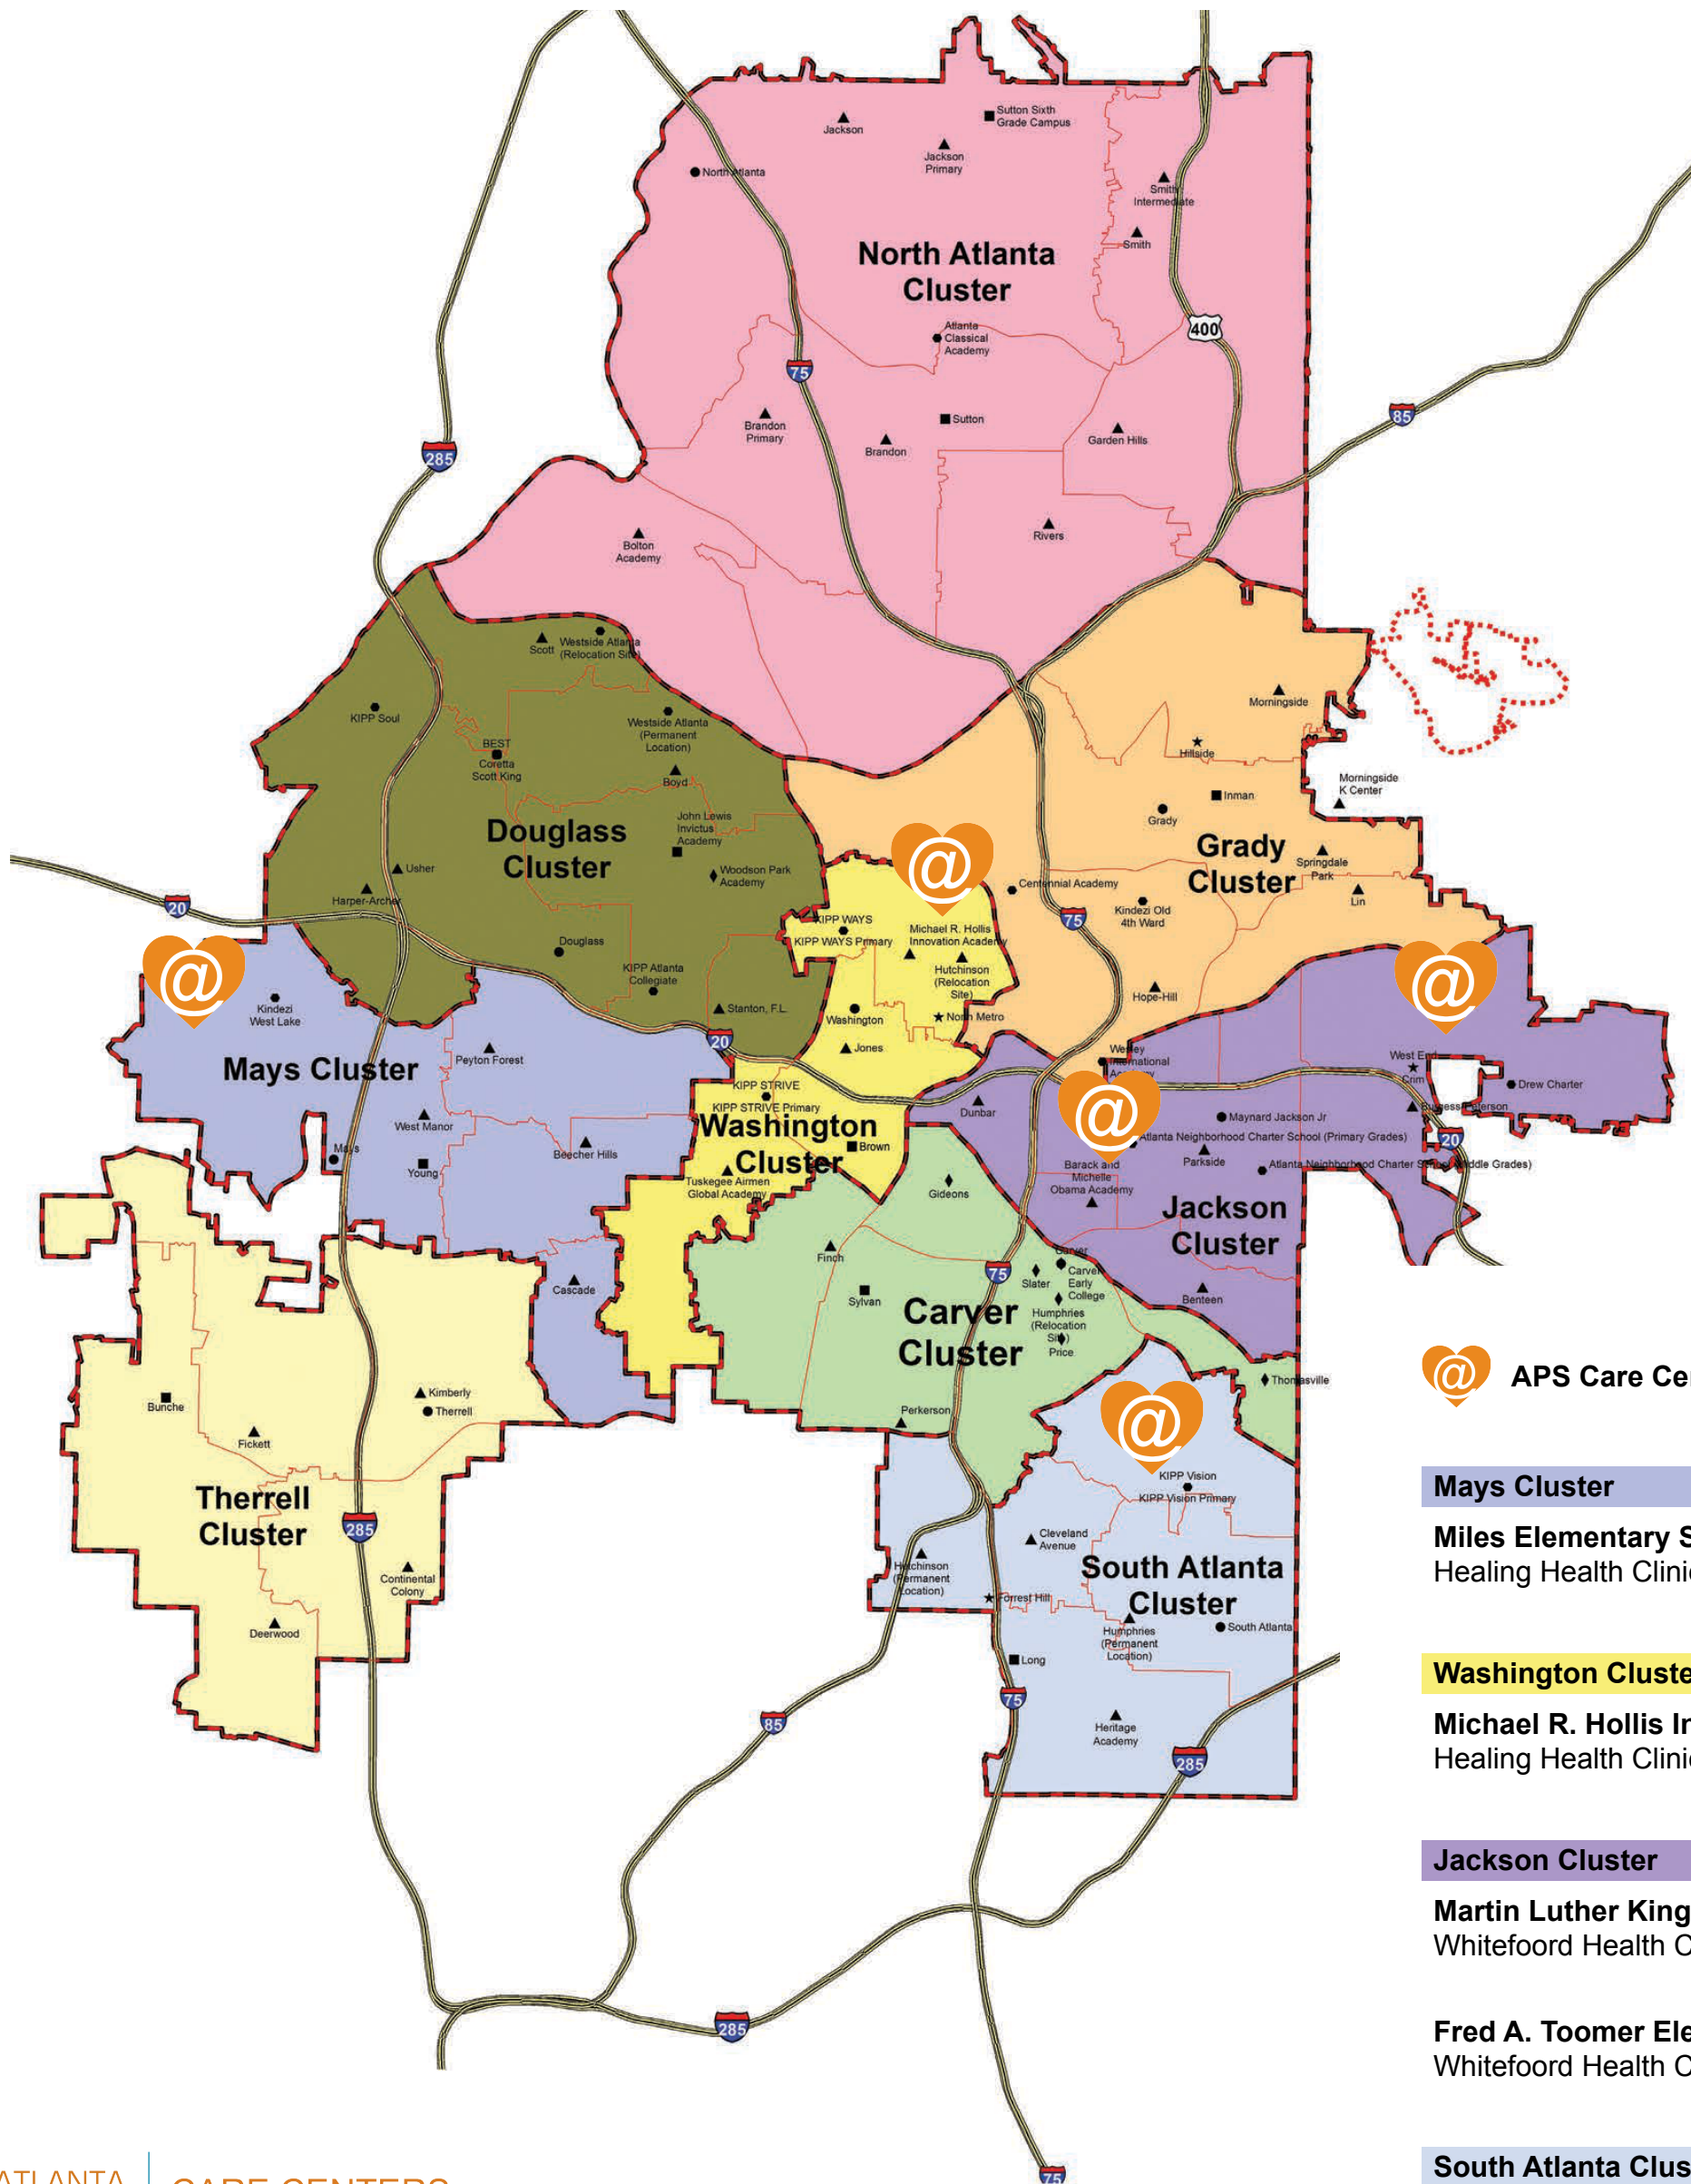 Sutton Sixth
Grade Campus
Jackson
Jackson
Primary
North Atlanta
Smith
Intermediate
Smith
North Atlanta
Cluster
400
Atlanta
Classical
Academy
75
85
Brandon
Primary
Sutton
Brandon
Garden Hills
285
Rivers
Bolton
Academy
Scott
Westside Atlanta
(Relocation Site)
Morningside
KIPP Soul
Westside Atlanta
(Permanent
Location)
BEST
Coretta
Scott King
Hillside
Boyd
Morningside
K Center
Inman
Grady
John Lewis
Invictus
Academy
Douglass
Cluster
Grady
Cluster
Springdale
Park
@
Usher
Woodson Park
Academy
Centennial Academy
Lin
Harper-Archer
20
Kindezi Old
4th Ward
75
KIPP WAYS
KIPP WAYS Primary
Michael R. Hollis
Innovation Academy
Douglass
Hutchinson
(Relocation
Site)
KIPP Atlanta
Collegiate
@
@
Kindezi
West Lake
Hope-Hill
Stanton, F.L.
Washington
North Metro
20
Jones
Peyton Forest
Mays Cluster
Wesley
International
Academy
West End
Crim
KIPP STRIVE
KIPP STRIVE Primary
Drew Charter
@
Dunbar
Burgess-Peterson
West Manor
Washington
Cluster
Maynard Jackson Jr
Atlanta Neighborhood Charter School (Primary Grades)
20
Brown
Mays
Beecher Hills
Young
Parkside
Atlanta Neighborhood Charter School (Middle Grades)
Barack and
Michelle
Obama Academy
Tuskegee Airmen
Global Academy
Gideons
Jackson
Cluster
Finch
Carver
Carver
Early
College
Slater
75
Cascade
Sylvan
Benteen
Carver
Cluster
Humphries
(Relocation
Site)
Price
@ APS Care Ce
Thomasville
Bunche
Kimberly
Therrell
Perkerson
@
Fickett
KIPP Vision
KIPP Vision Primary
Mays Cluster
Therrell
Cluster
285
Cleveland
Avenue
Miles Elementary S
Healing Health Clini
Hutchinson
(Permanent
Location)
South Atlanta
Cluster
Continental
Colony
Forrest Hill
Deerwood
Humphries
(Permanent
Location)
South Atlanta
Long
Washington Cluste
75
85
Heritage
Academy
Michael R. Hollis In
Healing Health Clini
285
Jackson Cluster
Martin Luther King
Whitefoord Health C
285
Fred A. Toomer Ele
Whitefoord Health C
South Atlanta Clus
75
ATLANTA
CARE CENTERS